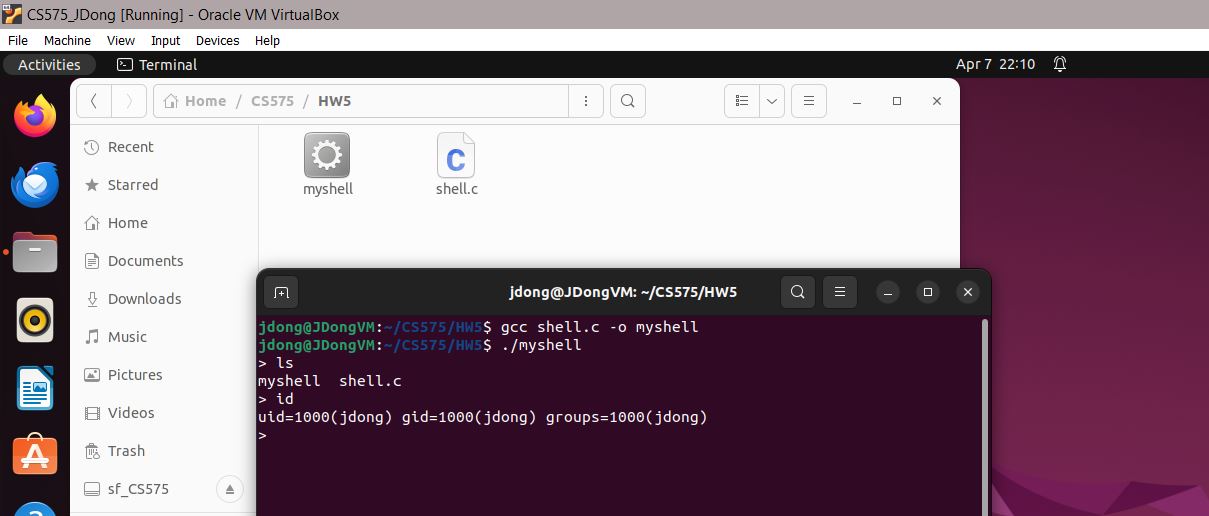 CS575_JDong [Running] - Oracle VM VirtualBox
File Machine View Input Devices Help
Activities Terminal Apr 7 22:10
Home / CS575 / HW5
Recent
Starred
Home
Documents
Downloads
Music
Pictures
Videos
Trash
sf_CS575
myshell shell.c
jdong@JDongVM: ~/CS575/HW5
jdong@JDongVM:~/CS575/HW5$ gcc shell.c -o myshell
jdong@JDongVM:~/CS575/HW5$ ./myshell
> ls
myshell  shell.c
> id
uid=1000(jdong) gid=1000(jdong) groups=1000(jdong)
>